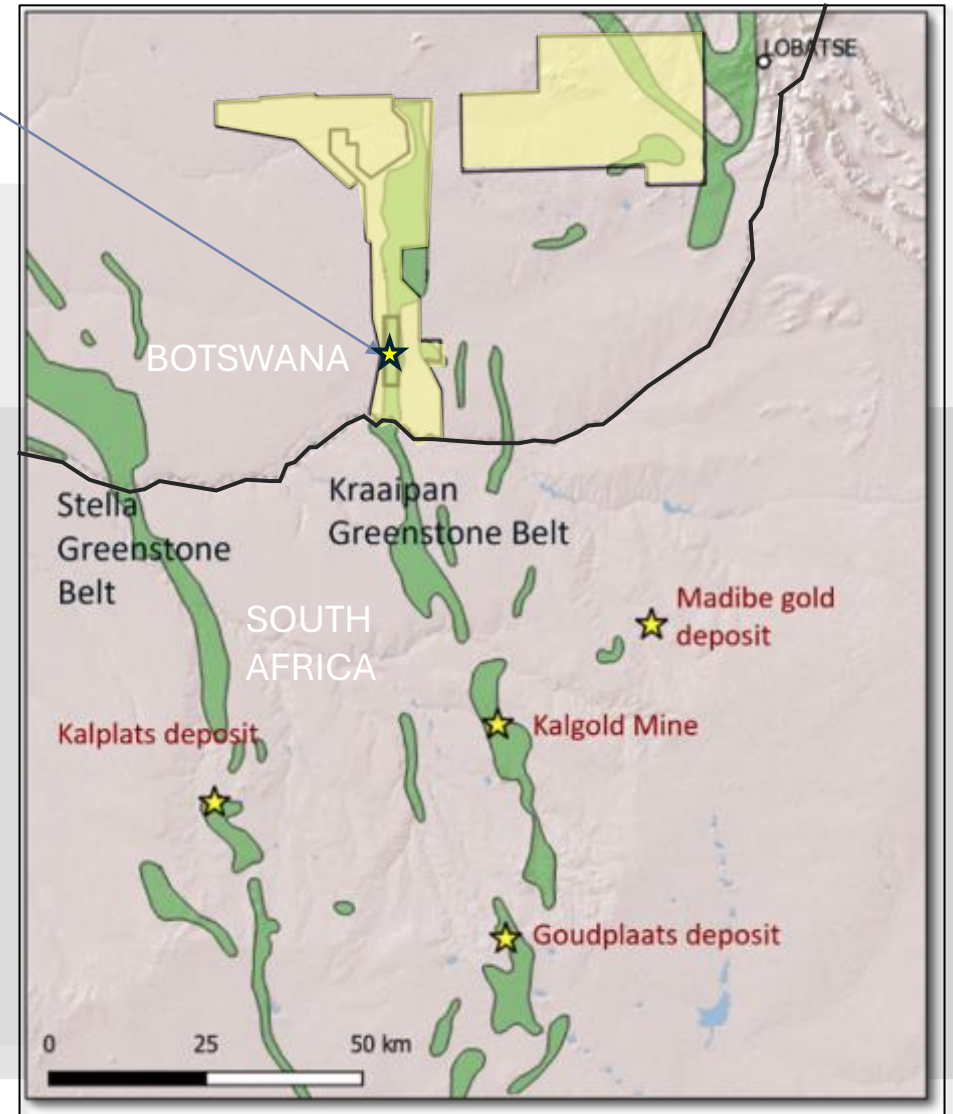 LOBATSE
BOTSWANA
Stella
Greenstone
Belt
Kraaipan
Greenstone Belt
SOUTH
AFRICA
Madibe gold
deposit
Kalgold Mine
Kalplats deposit
Goudplaats deposit
0 25 50 km